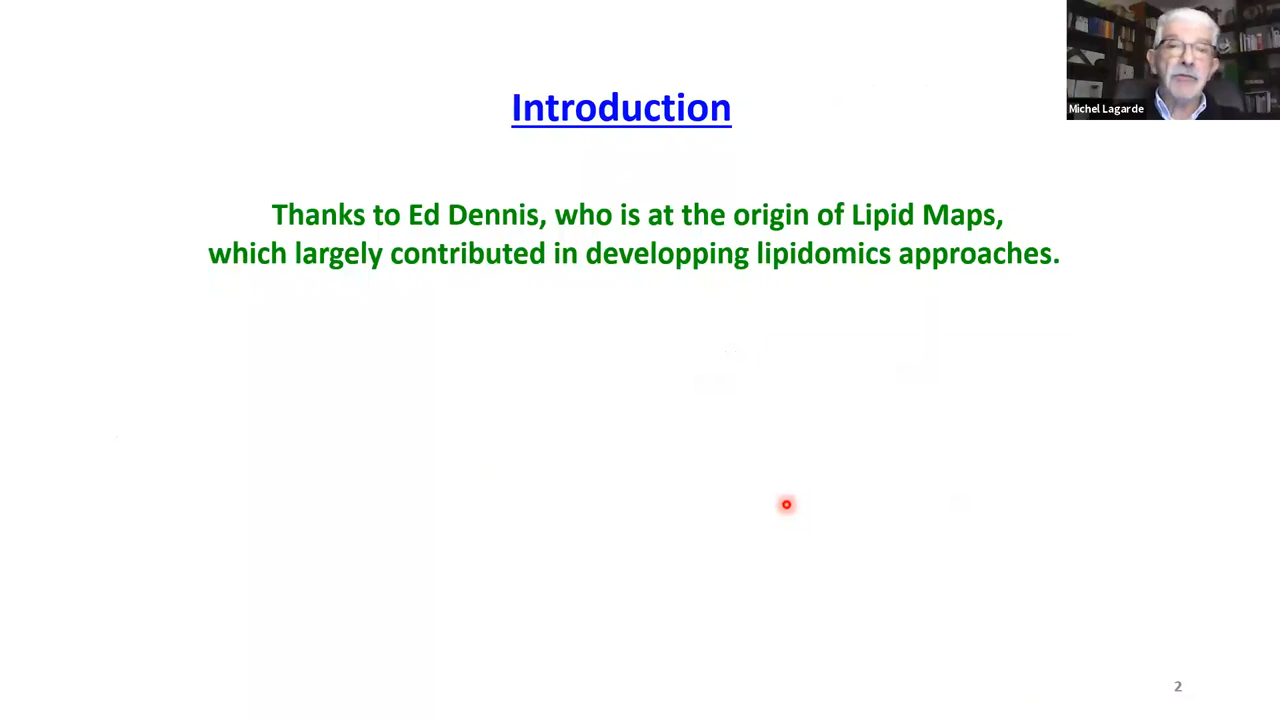 Michel Lagarde
Introduction
Thanks to Ed Dennis, who is at the origin of Lipid Maps,
which largely contributed in developping lipidomics approaches.
2